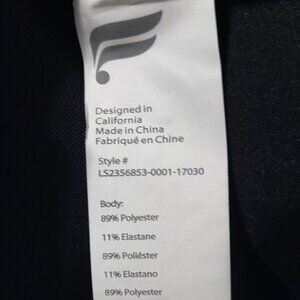 Designed in
California
Made in China
Fabriqué en Chine
Style #
LS2356853-0001-17030
Body:
89% Polyester
11% Elastane
89% Poliéster
11% Elastano
89% Polyester